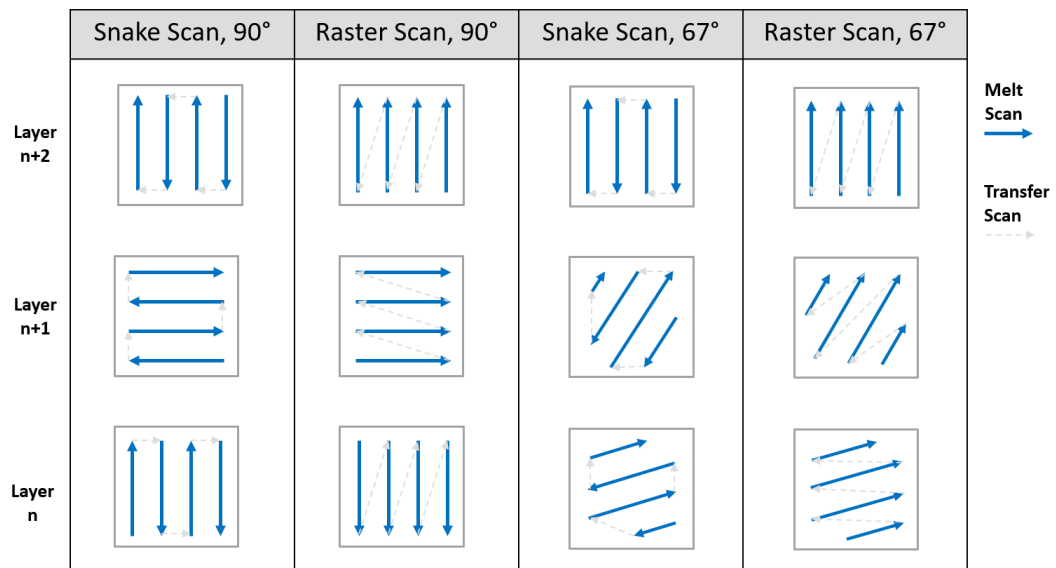 Snake Scan, 90°
Raster Scan, 90°
Snake Scan, 67°
Raster Scan, 67°
Layer
n+2
Melt
Scan
Transfer
Scan
Layer
n+1
Layer
n